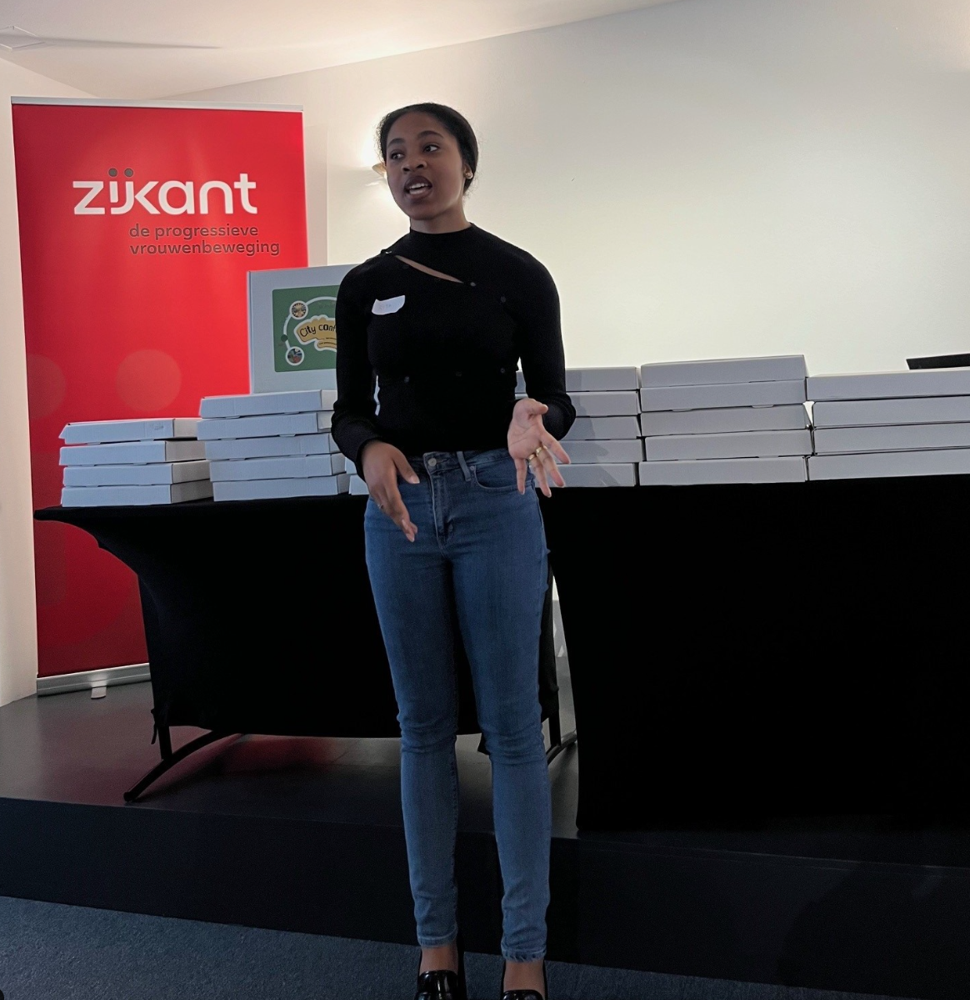 zijkant
de progressieve
vrouwenbeweging
City